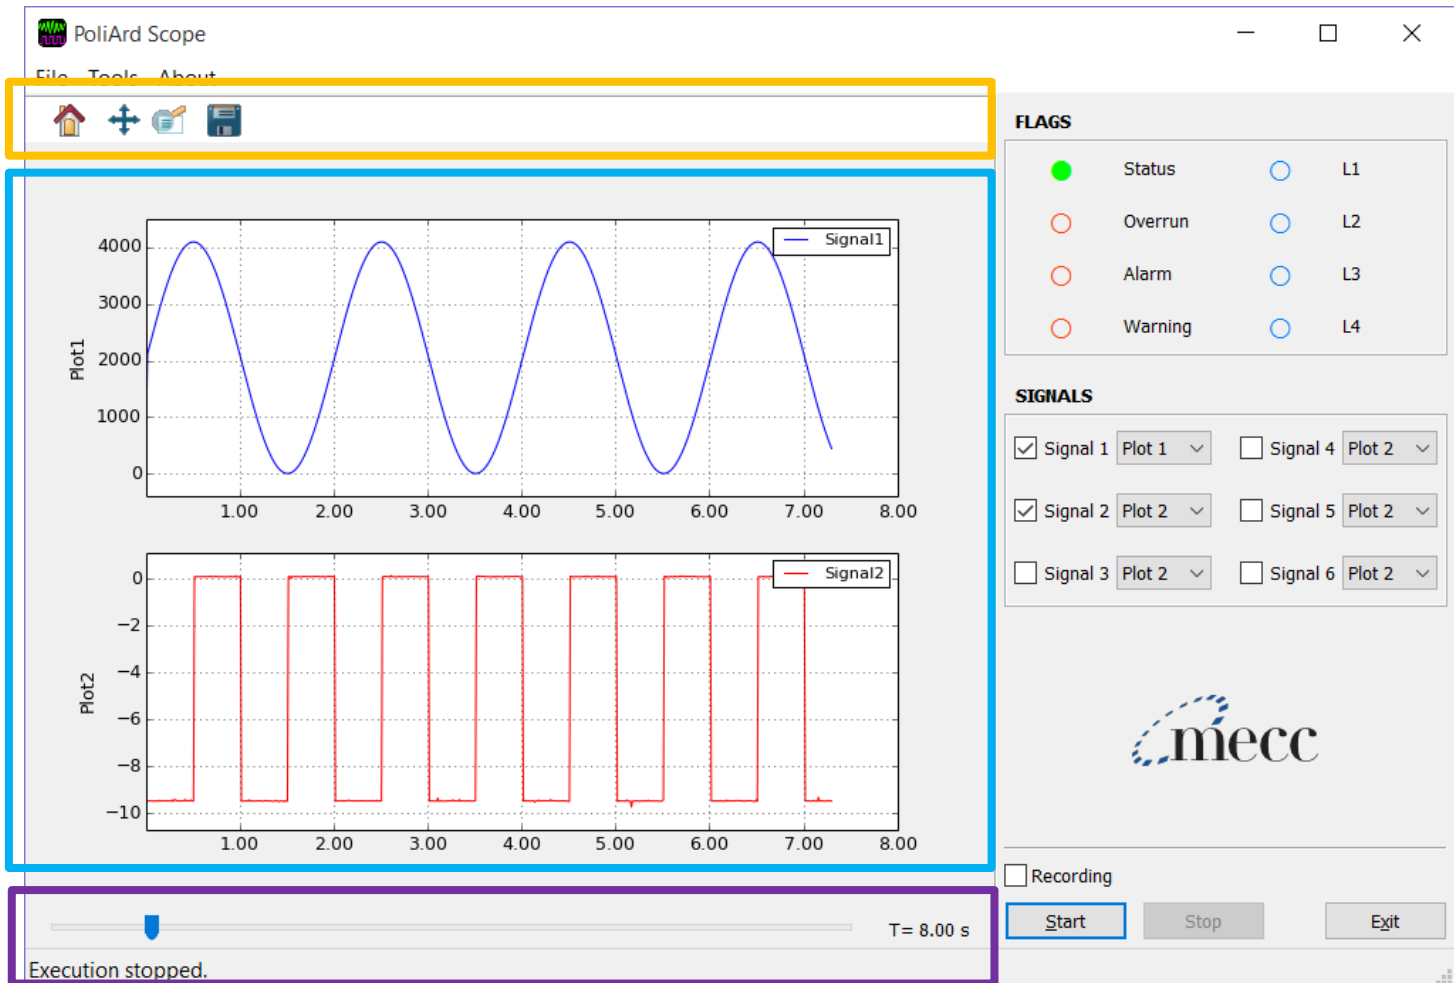 PoliArd Scope
File Tools About
FLAGS
Status L1
Overrun L2
Alarm L3
Warning L4
SIGNALS
Signal 1 Plot 1 Signal 4 Plot 2
Signal 2 Plot 2 Signal 5 Plot 2
Signal 3 Plot 2 Signal 6 Plot 2
mecc
Recording
Start Stop Exit
Signal1
Plot1
4000
3000
2000
1000
0
1.00 2.00 3.00 4.00 5.00 6.00 7.00 8.00
Signal2
Plot2
0
−2
−4
−6
−8
−10
1.00 2.00 3.00 4.00 5.00 6.00 7.00 8.00
T= 8.00 s
Execution stopped.